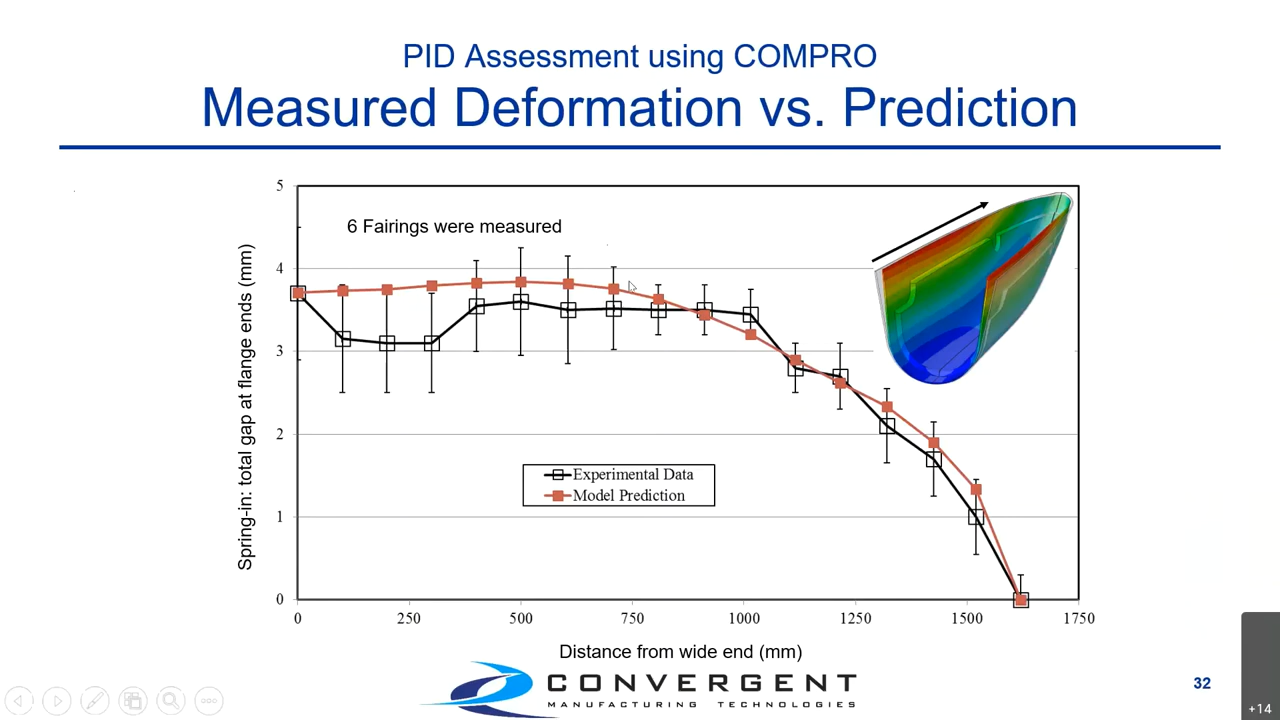 PID Assessment using COMPRO
Measured Deformation vs. Prediction
6 Fairings were measured
Spring-in: total gap at flange ends (mm)
5
4
3
2
1
0
Experimental Data
Model Prediction
0 250 500 750 1000 1250 1500 1750
Distance from wide end (mm)
CONVERGENT
MANUFACTURING TECHNOLOGIES
32
+14